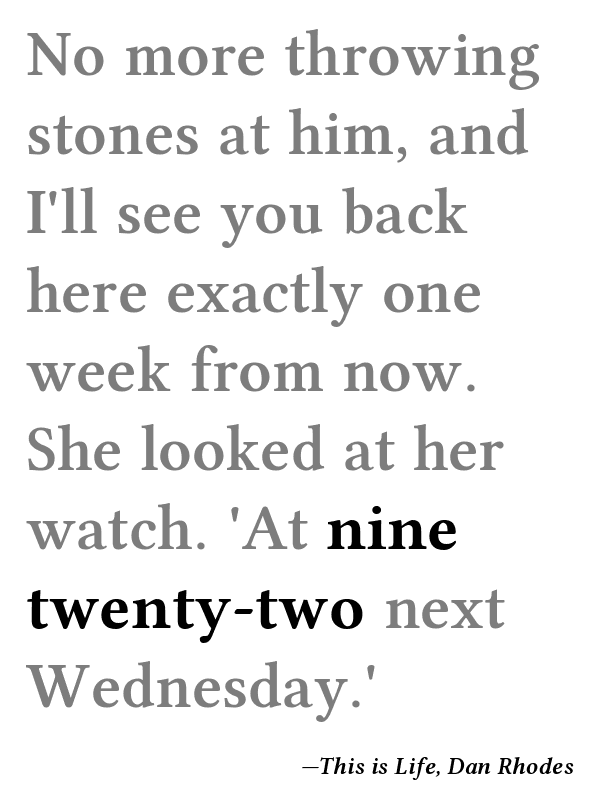 No more throwing
stones at him, and
I'll see you back
here exactly one
week from now.
She looked at her
watch. 'At nine
twenty-two next
Wednesday.'
—This is Life, Dan Rhodes